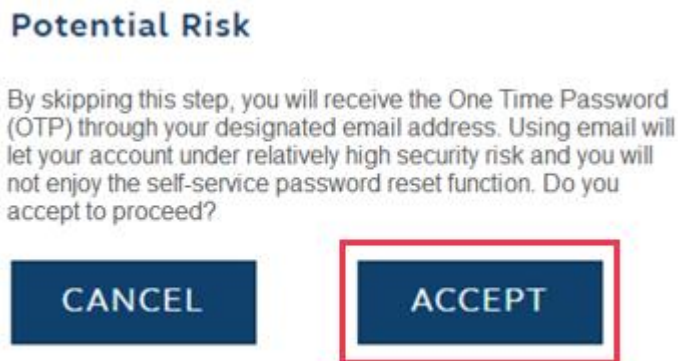 Potential Risk
By skipping this step, you will receive the One Time Password
(OTP) through your designated email address. Using email will
let your account under relatively high security risk and you will
not enjoy the self-service password reset function. Do you
accept to proceed?
CANCEL
ACCEPT